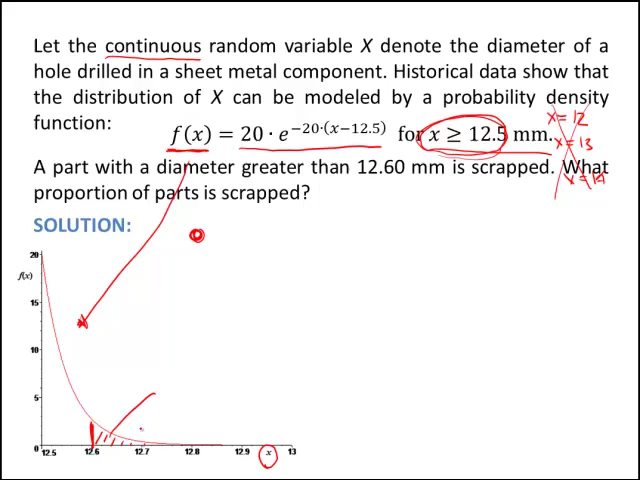 Let the continuous random variable X denote the diameter of a
hole drilled in a sheet metal component. Historical data show that
the distribution of X can be modeled by a probability density
function:
f(x) = 20 · e^{−20·(x−12.5)} for x ≥ 12.5 mm.
x = 12
x = 13
x = 14
A part with a diameter greater than 12.60 mm is scrapped. What
proportion of parts is scrapped?
SOLUTION:
20
f(x)
15
10
5
0
12.5 12.6 12.7 12.8 12.9 x 13